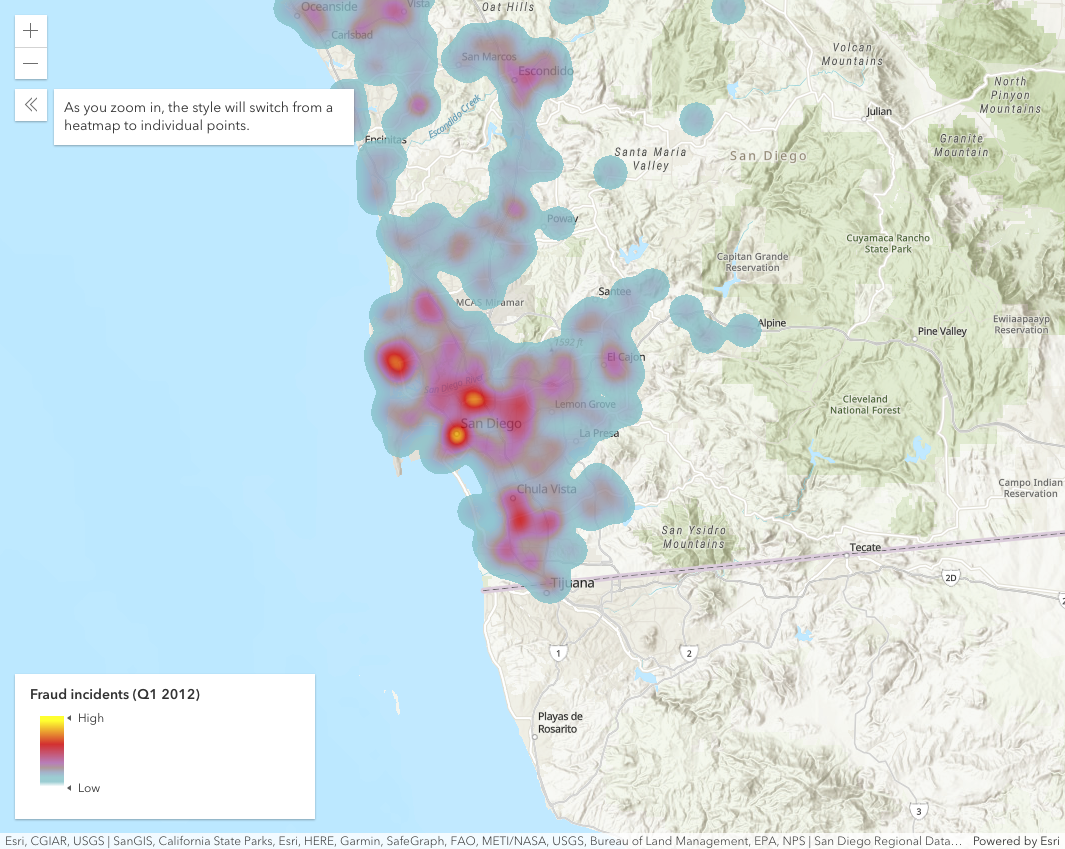 Oceanside
Vista
Oat Hills
Carlsbad
San Marcos
Escondido
Volcan
Mountains
North
Pinyon
Mountains
As you zoom in, the style will switch from a
heatmap to individual points.
Escondido Creek
Julian
Encinitas
Santa Maria
Valley
San Diego
Granite
Mountain
Poway
Cuyamaca Rancho
State Park
Capitan Grande
Reservation
Santee
MCAS Miramar
Alpine
Pine Valley
Ewiiaapaayp
Reservation
1592 ft
El Cajon
San Diego River
Lemon Grove
Cleveland
National Forest
San Diego
La Presa
Chula Vista
Campo Indian
Reservation
San Ysidro
Mountains
Tecate
Tijuana
2D
2
1
2
Fraud incidents (Q1 2012)
High
Low
Playas de
Rosarito
3
Esri, CGIAR, USGS | SanGIS, California State Parks, Esri, HERE, Garmin, SafeGraph, FAO, METI/NASA, USGS, Bureau of Land Management, EPA, NPS | San Diego Regional Data… Powered by Esri